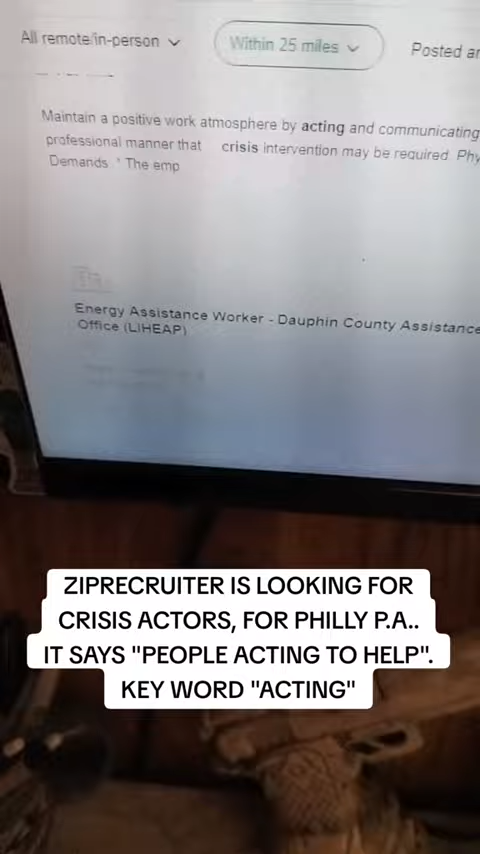 All remote/in-person
Within 25 miles
Posted
Maintain a positive work atmosphere by acting and communicating
professional manner that crisis intervention may be required
Demands. * The emp
Energy Assistance Worker - Dauphin County Assistance
Office (LIHEAP)
ZIPRECRUITER IS LOOKING FOR
CRISIS ACTORS, FOR PHILLY P.A..
IT SAYS "PEOPLE ACTING TO HELP".
KEY WORD "ACTING"